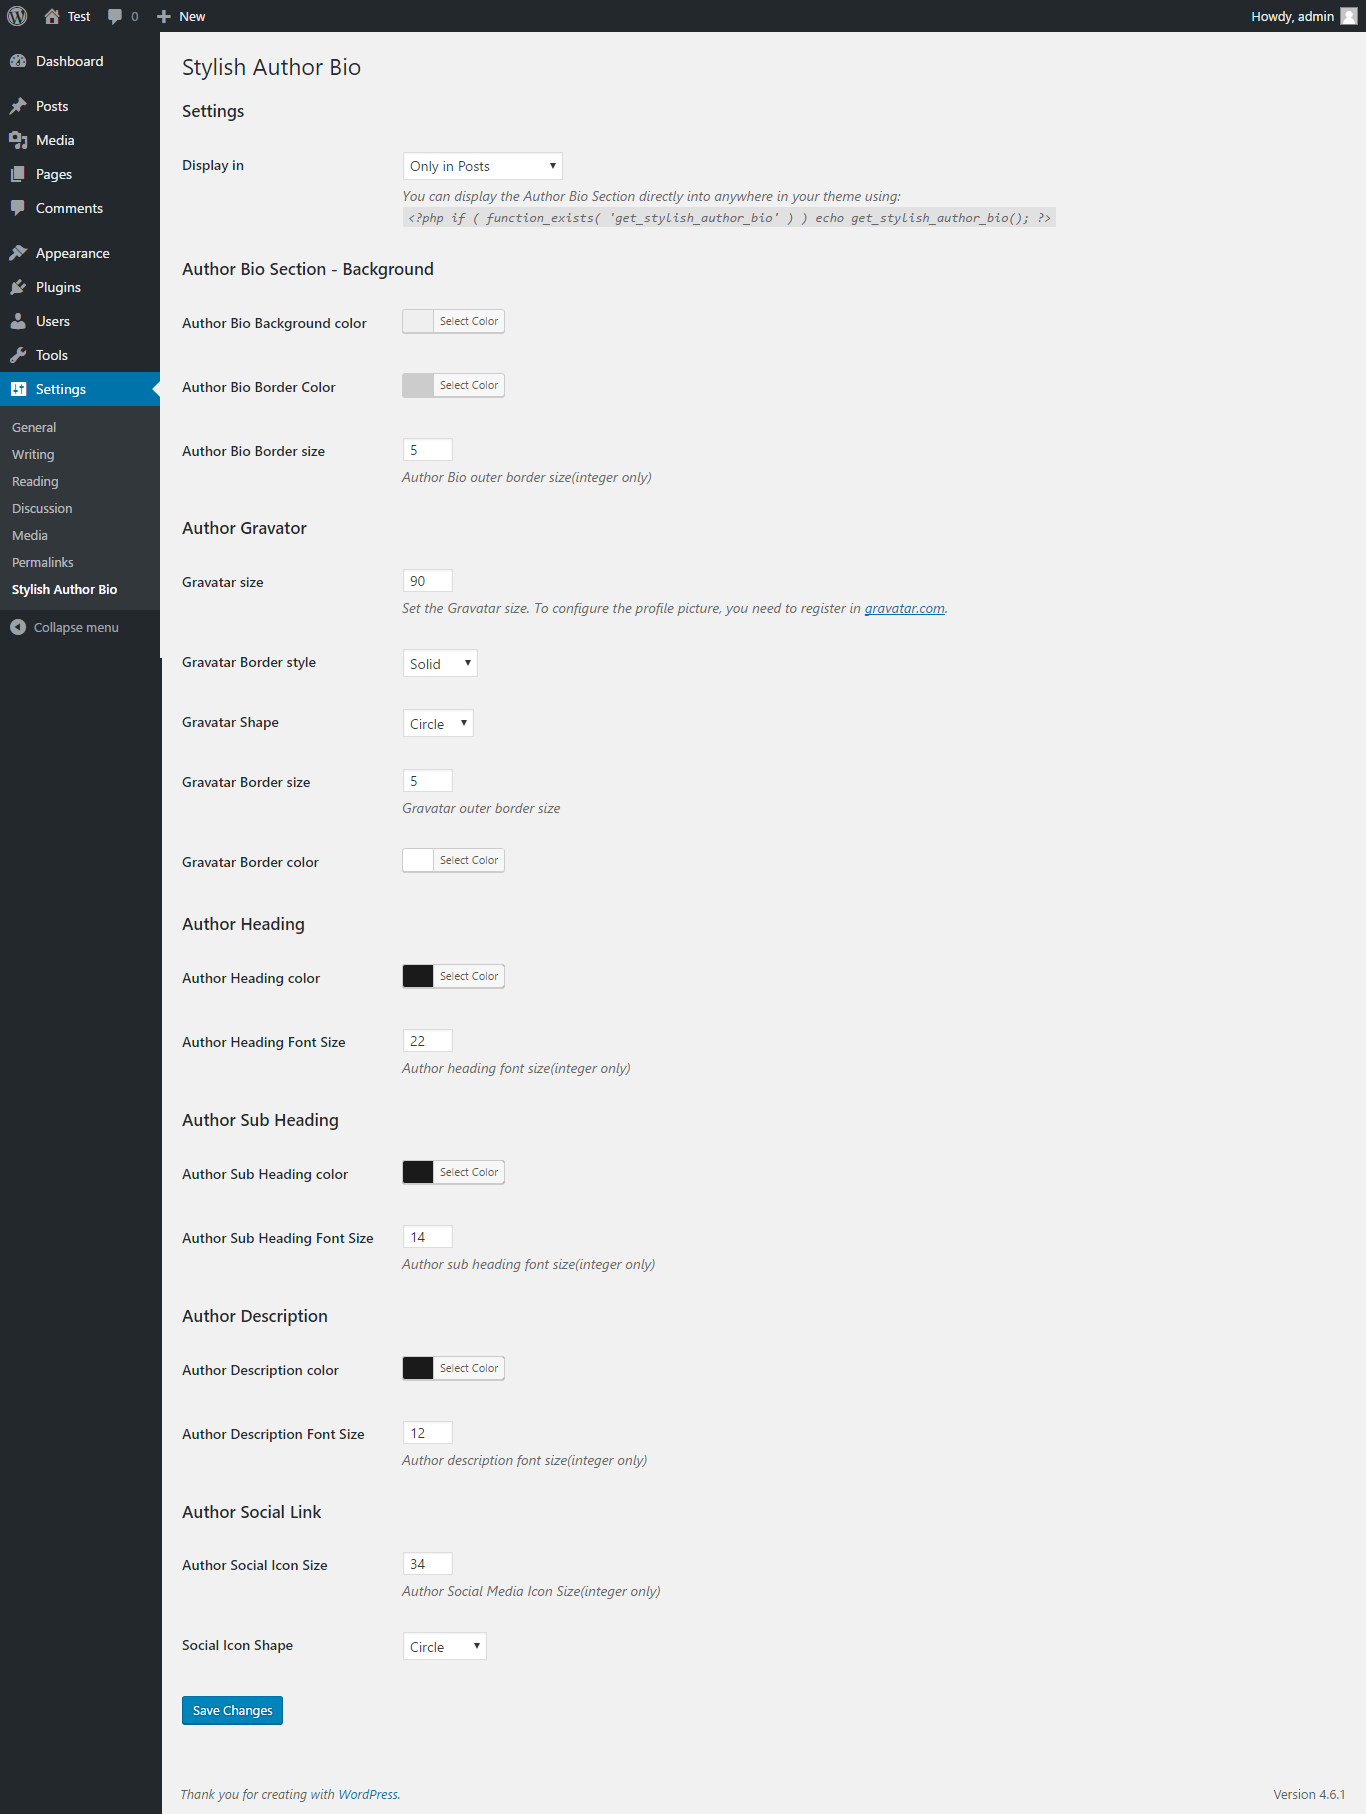 Test
0
New
Howdy, admin
Dashboard
Posts
Media
Pages
Comments
Appearance
Plugins
Users
Tools
Settings
General
Writing
Reading
Discussion
Media
Permalinks
Stylish Author Bio
Collapse menu
Stylish Author Bio
Settings
Display in
Only in Posts
You can display the Author Bio Section directly into anywhere in your theme using:
<?php if ( function_exists( 'get_stylish_author_bio' ) ) echo get_stylish_author_bio(); ?>
Author Bio Section - Background
Author Bio Background color
Select Color
Author Bio Border Color
Select Color
Author Bio Border size
5
Author Bio outer border size(integer only)
Author Gravator
Gravatar size
90
Set the Gravatar size. To configure the profile picture, you need to register in gravatar.com.
Gravatar Border style
Solid
Gravatar Shape
Circle
Gravatar Border size
5
Gravatar outer border size
Gravatar Border color
Select Color
Author Heading
Author Heading color
Select Color
Author Heading Font Size
22
Author heading font size(integer only)
Author Sub Heading
Author Sub Heading color
Select Color
Author Sub Heading Font Size
14
Author sub heading font size(integer only)
Author Description
Author Description color
Select Color
Author Description Font Size
12
Author description font size(integer only)
Author Social Link
Author Social Icon Size
34
Author Social Media Icon Size(integer only)
Social Icon Shape
Circle
Save Changes
Thank you for creating with WordPress.
Version 4.6.1